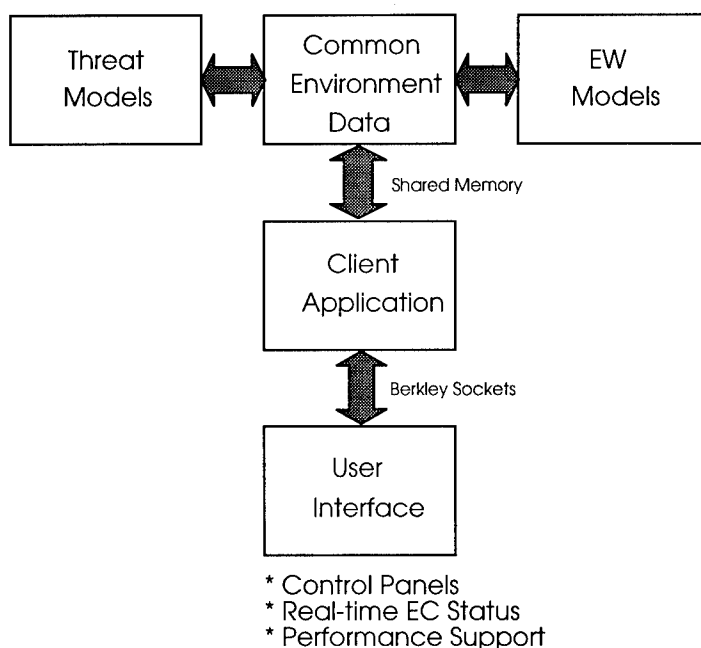 Threat
Models
Common
Environment
Data
EW
Models
Shared Memory
Client
Application
Berkley Sockets
User
Interface
* Control Panels
* Real-time EC Status
* Performance Support